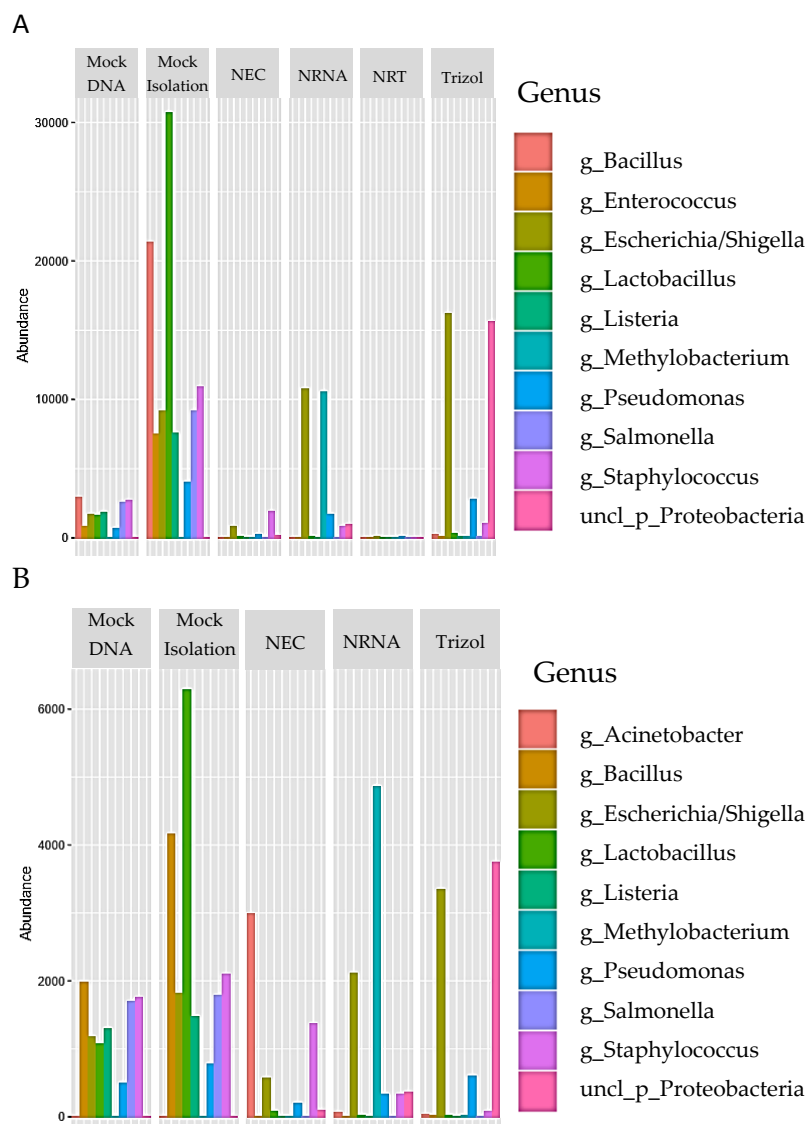 A
Mock DNA
Mock Isolation
NEC
NRNA
NRT
Trizol
Genus
g_Bacillus
g_Enterococcus
g_Escherichia/Shigella
g_Lactobacillus
g_Listeria
g_Methylobacterium
g_Pseudomonas
g_Salmonella
g_Staphylococcus
uncl_p_Proteobacteria
Abundance
30000
20000
10000
0
B
Mock DNA
Mock Isolation
NEC
NRNA
Trizol
Genus
g_Acinetobacter
g_Bacillus
g_Escherichia/Shigella
g_Lactobacillus
g_Listeria
g_Methylobacterium
g_Pseudomonas
g_Salmonella
g_Staphylococcus
uncl_p_Proteobacteria
Abundance
6000
4000
2000
0